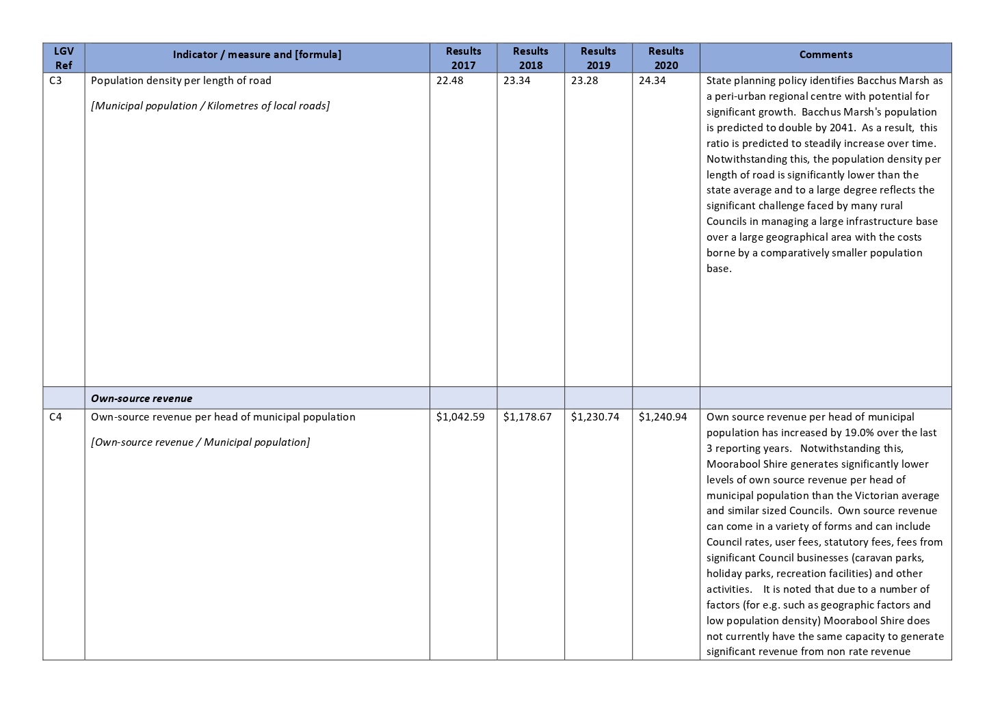 LGV Ref
Indicator / measure and [formula]
Results 2017
Results 2018
Results 2019
Results 2020
Comments
C3
Population density per length of road
[Municipal population / Kilometres of local roads]
22.48
23.34
23.28
24.34
State planning policy identifies Bacchus Marsh as
a peri-urban regional centre with potential for
significant growth.  Bacchus Marsh's population
is predicted to double by 2041.  As a result,  this
ratio is predicted to steadily increase over time.
Notwithstanding this, the population density per
length of road is significantly lower than the
state average and to a large degree reflects the
significant challenge faced by many rural
Councils in managing a large infrastructure base
over a large geographical area with the costs
borne by a comparatively smaller population
base.
Own-source revenue
C4
Own-source revenue per head of municipal population
[Own-source revenue / Municipal population]
$1,042.59
$1,178.67
$1,230.74
$1,240.94
Own source revenue per head of municipal
population has increased by 19.0% over the last
3 reporting years.   Notwithstanding this,
Moorabool Shire generates significantly lower
levels of own source revenue per head of
municipal population than the Victorian average
and similar sized Councils.  Own source revenue
can come in a variety of forms and can include
Council rates, user fees, statutory fees, fees from
significant Council businesses (caravan parks,
holiday parks, recreation facilities) and other
activities.    It is noted that due to a number of
factors (for e.g. such as geographic factors and
low population density) Moorabool Shire does
not currently have the same capacity to generate
significant revenue from non rate revenue